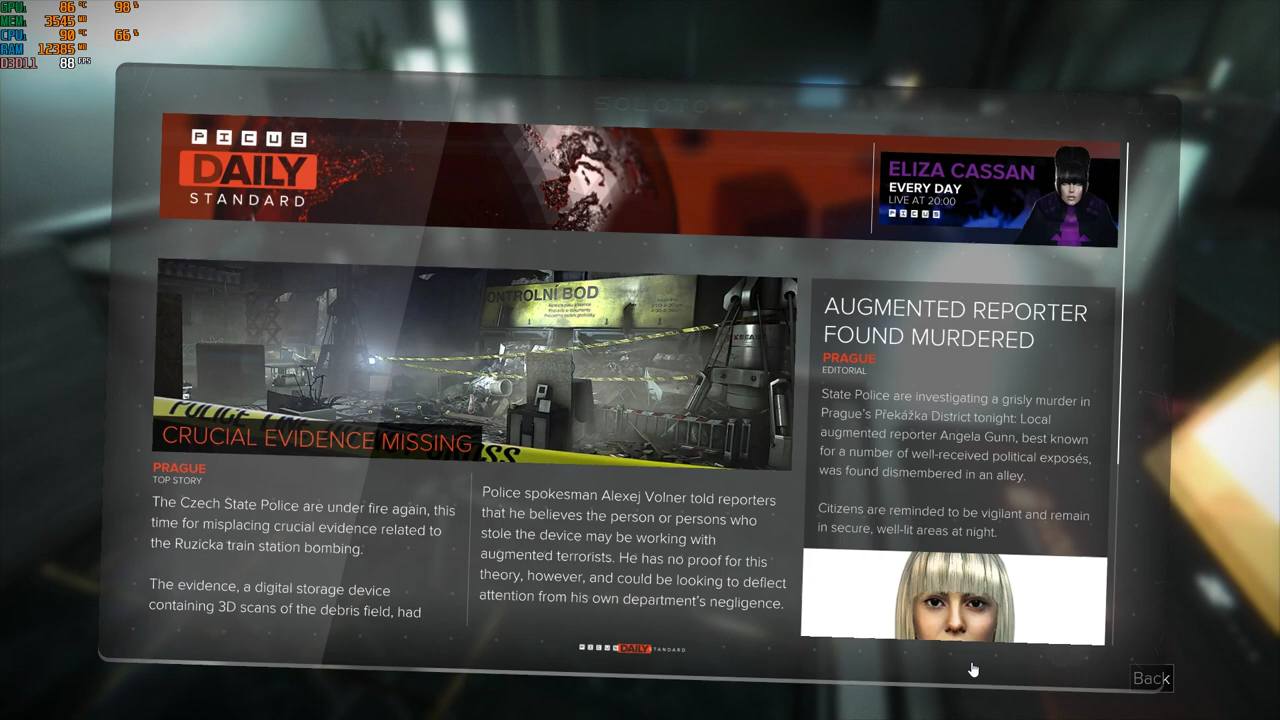 GPU: 86 °C 98 %
MEM: 3545 MB
CPU: 90 °C 66 %
RAM 12385 MB
D3D11 88 FPS
SOLOTO
PICUS
DAILY
STANDARD
ELIZA CASSAN
EVERY DAY
LIVE AT 20:00
PICUS
ONTROLNÍ BOD
CRUCIAL EVIDENCE MISSING
PRAGUE
TOP STORY
The Czech State Police are under fire again, this
time for misplacing crucial evidence related to
the Ruzicka train station bombing.
The evidence, a digital storage device
containing 3D scans of the debris field, had
Police spokesman Alexej Volner told reporters
that he believes the person or persons who
stole the device may be working with
augmented terrorists. He has no proof for this
theory, however, and could be looking to deflect
attention from his own department's negligence.
AUGMENTED REPORTER
FOUND MURDERED
PRAGUE
EDITORIAL
State Police are investigating a grisly murder in
Prague's Překážka District tonight: Local
augmented reporter Angela Gunn, best known
for a number of well-received political exposés,
was found dismembered in an alley.
Citizens are reminded to be vigilant and remain
in secure, well-lit areas at night.
PICUS DAILY STANDARD
Back